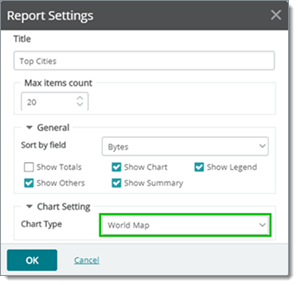 Report Settings
Title
Top Cities
Max items count
20
General
Sort by field
Bytes
Show Totals
Show Chart
Show Legend
Show Others
Show Summary
Chart Setting
Chart Type
World Map
OK
Cancel